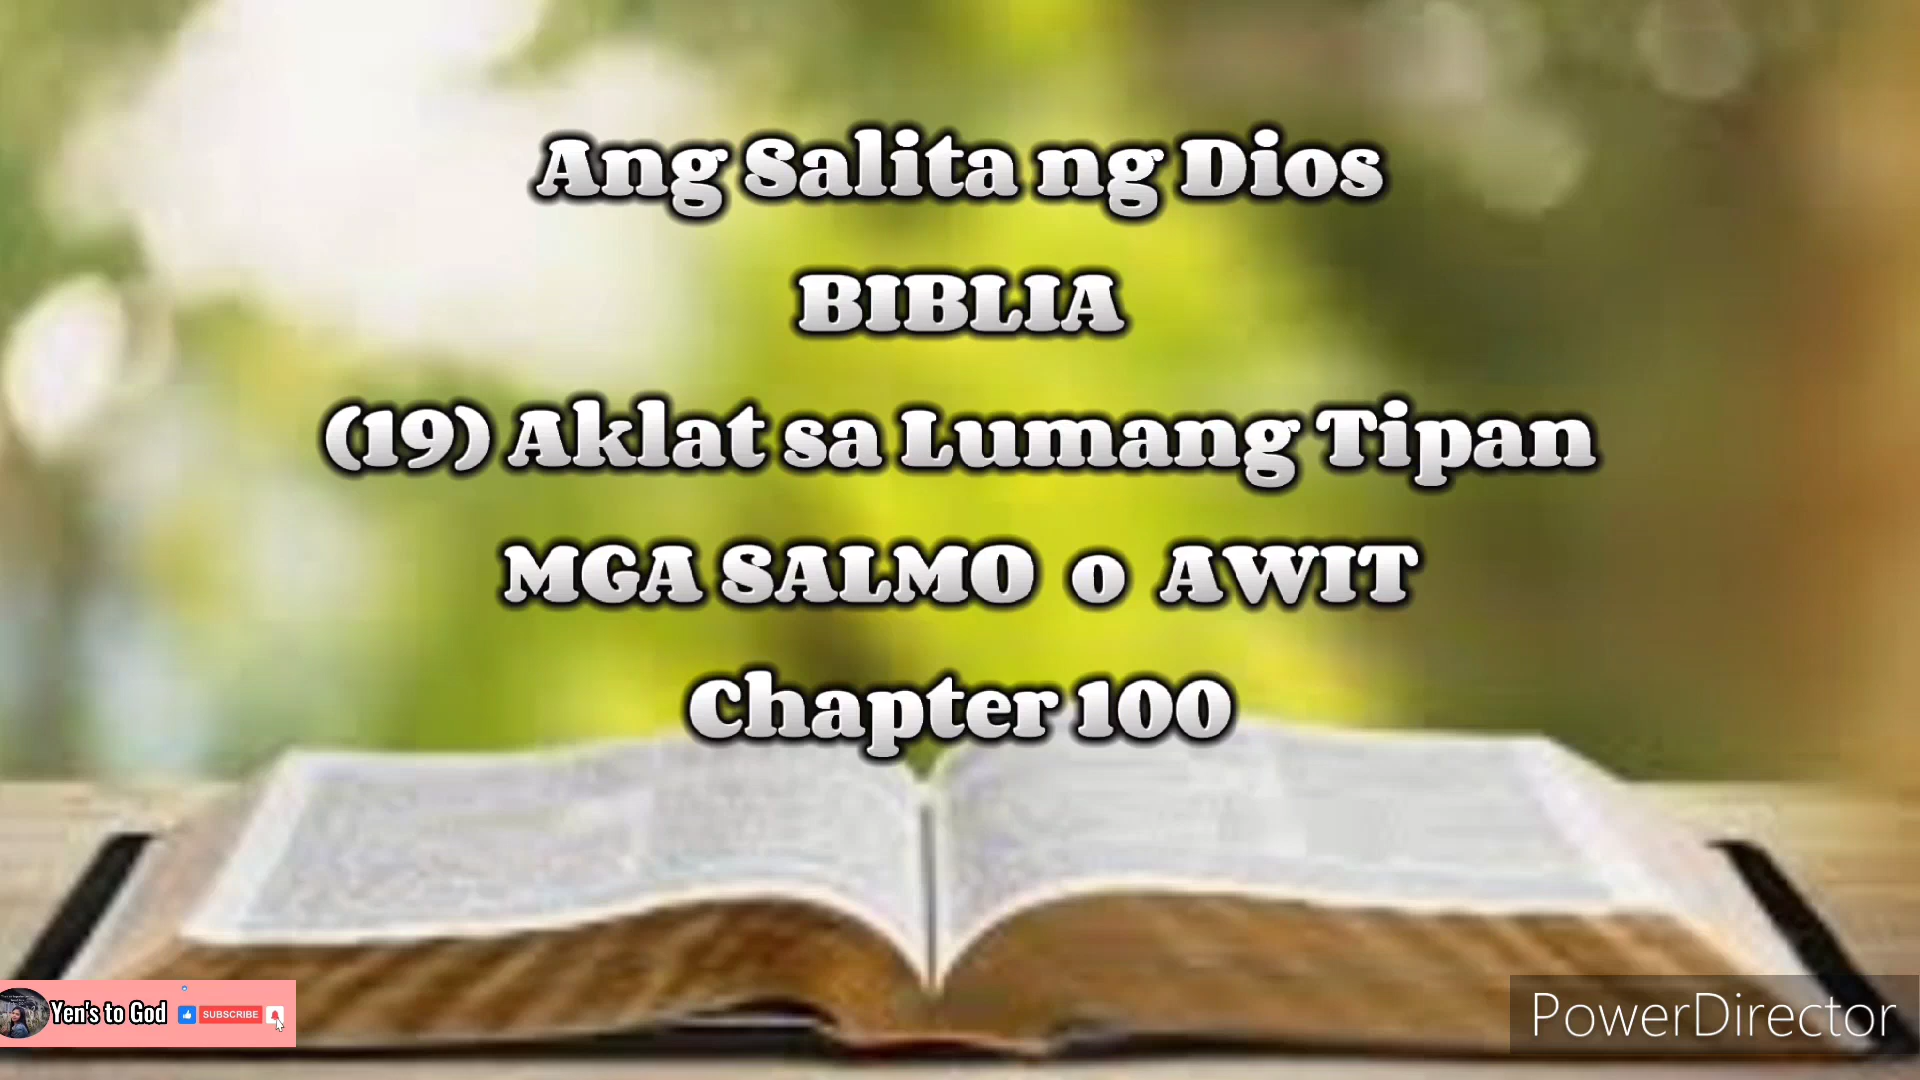 Ang Salita ng Dios
BIBLIA
(19) Aklat sa Lumang Tipan
MGA SALMO o AWIT
Chapter 100
Yen's to God
SUBSCRIBE
PowerDirector